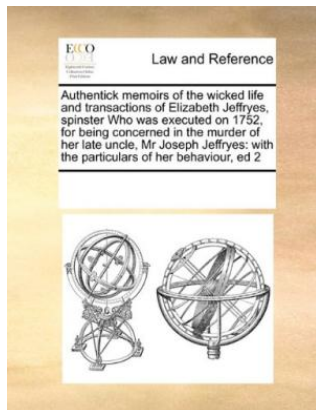 ECCO
Law and Reference
Authentick memoirs of the wicked life
and transactions of Elizabeth Jeffryes,
spinster Who was executed on 1752,
for being concerned in the murder of
her late uncle, Mr Joseph Jeffryes: with
the particulars of her behaviour, ed 2